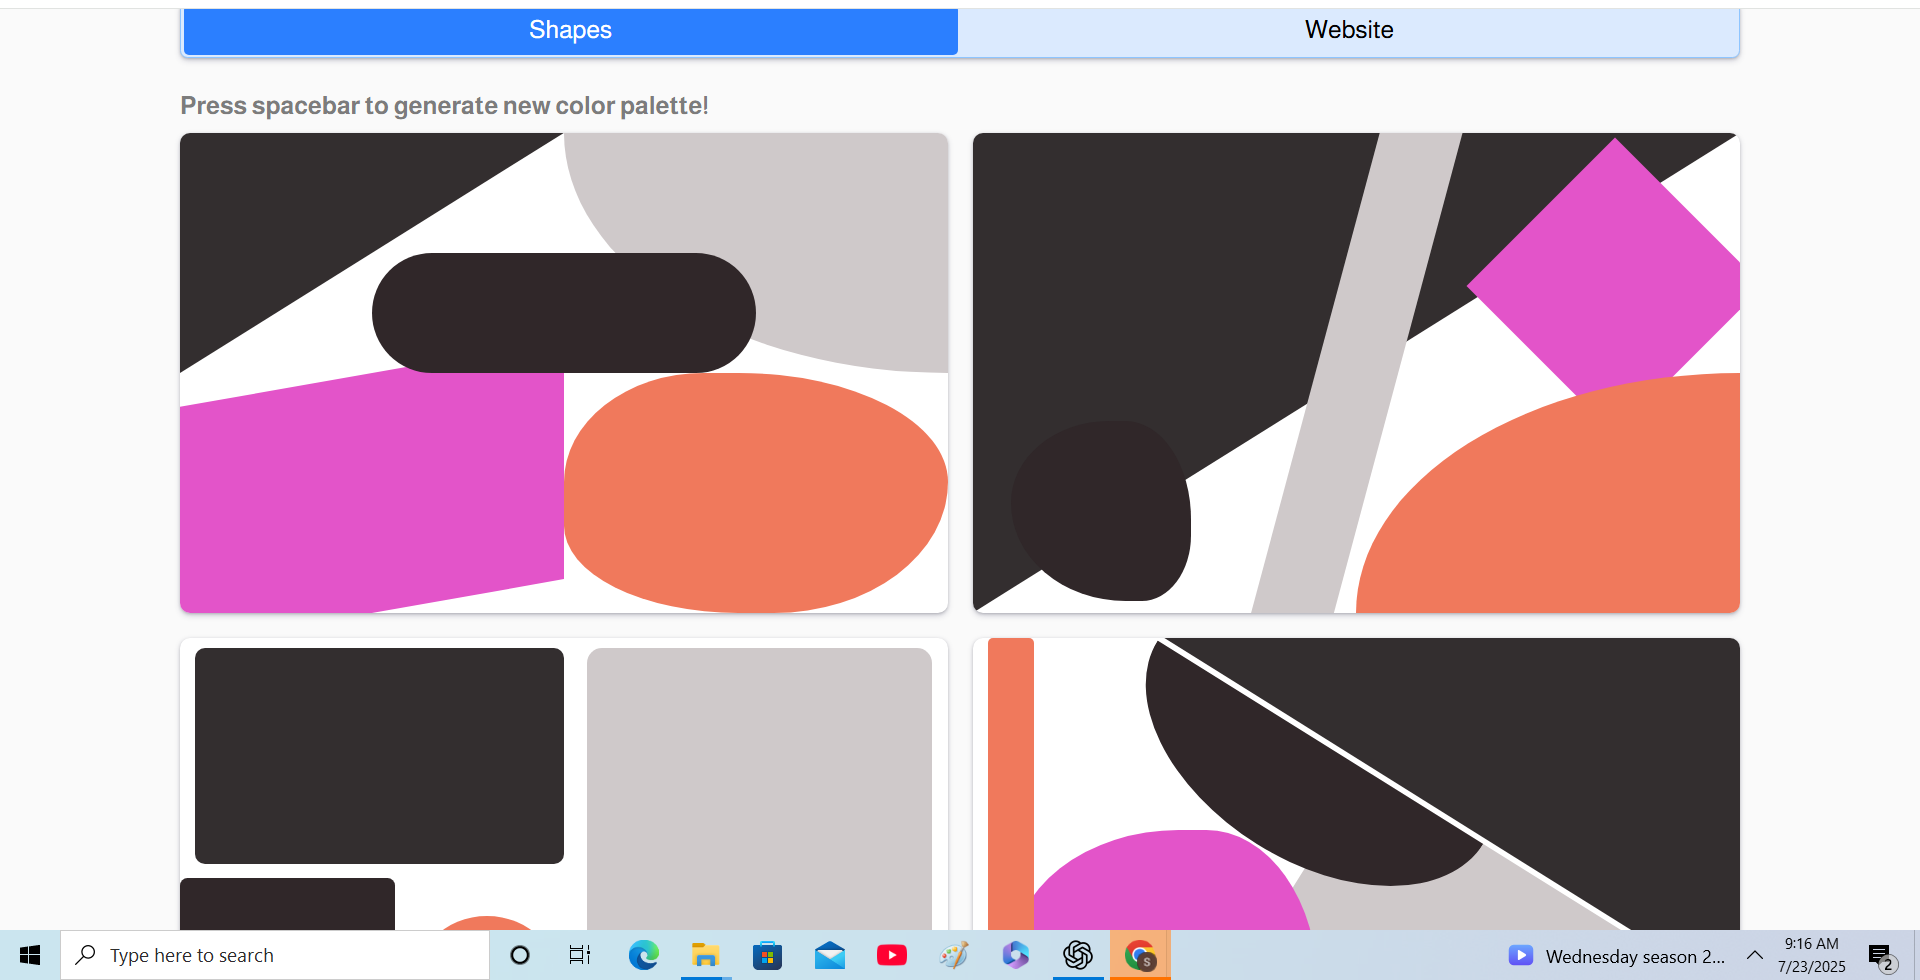 Shapes
Website
Press spacebar to generate new color palette!
Type here to search
S
Wednesday season 2...
9:16 AM
7/23/2025
2